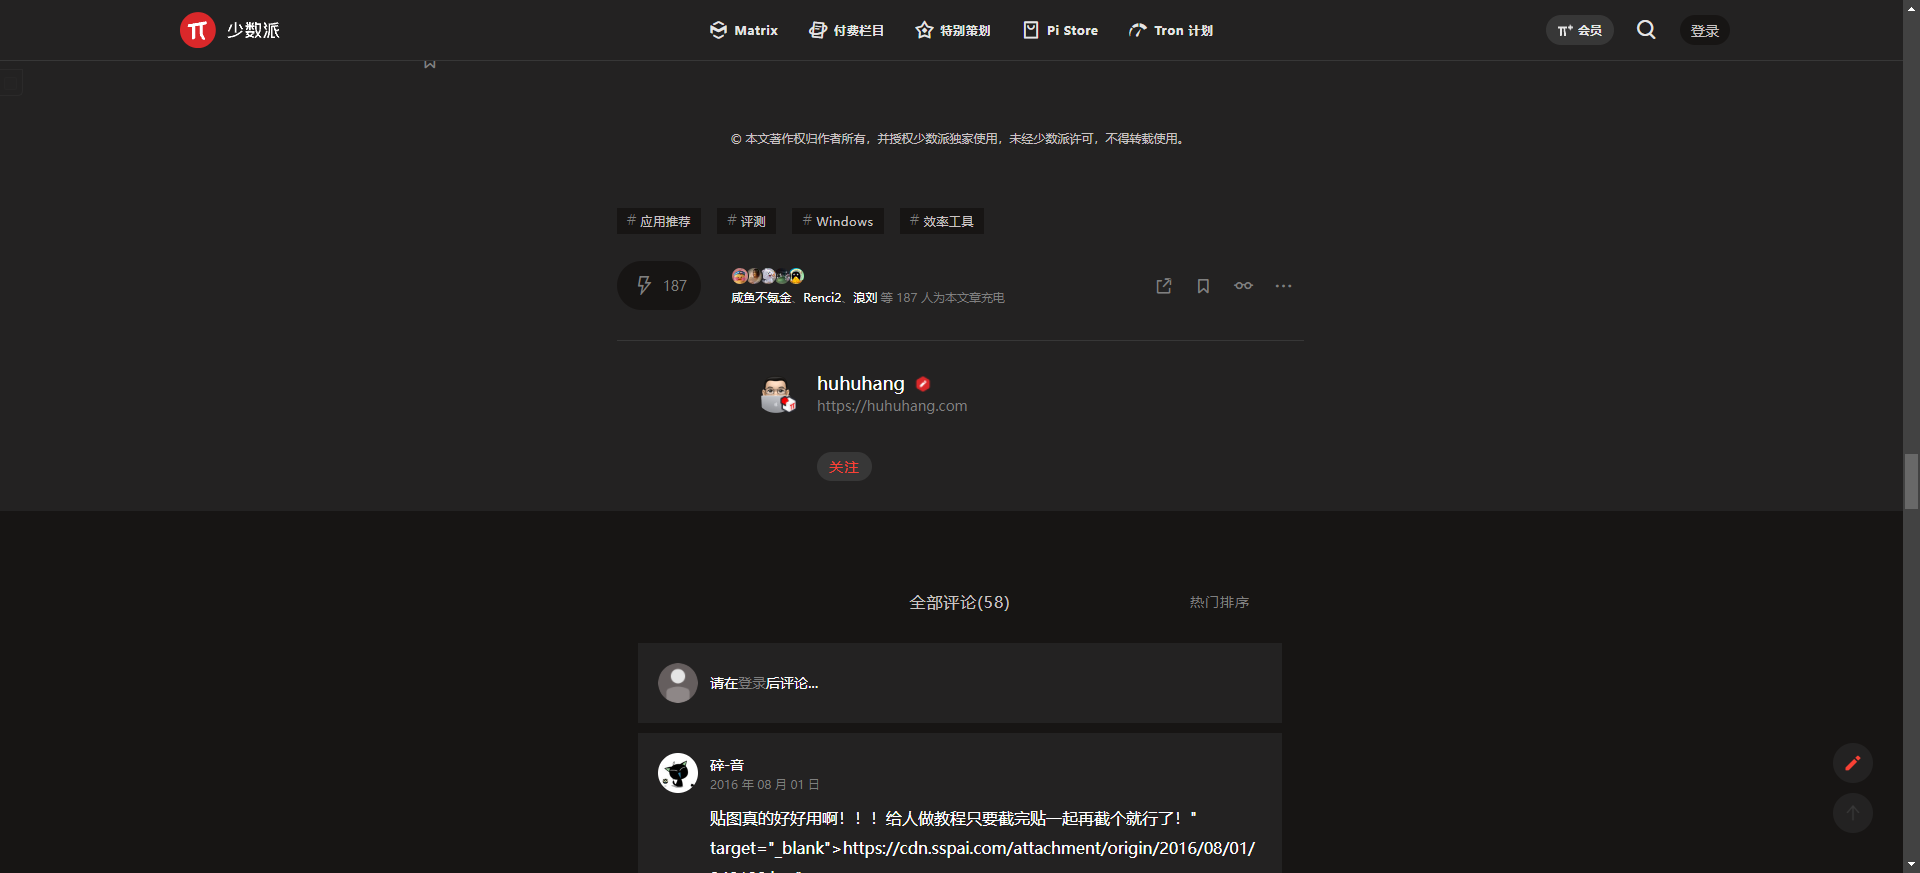 少数派
Matrix
付费栏目
特别策划
Pi Store
Tron 计划
π+ 会员
登录
© 本文著作权归作者所有，并授权少数派独家使用，未经少数派许可，不得转载使用。
# 应用推荐
# 评测
# Windows
# 效率工具
187
咸鱼不氪金、Renci2、浪刘 等 187 人为本文章充电
huhuhang
https://huhuhang.com
关注
全部评论(58)
热门排序
请在登录后评论...
碎-音
2016 年 08 月 01 日
贴图真的好好用啊！！！给人做教程只要截完贴一起再截个就行了！"
target="_blank">https://cdn.sspai.com/attachment/origin/2016/08/01/